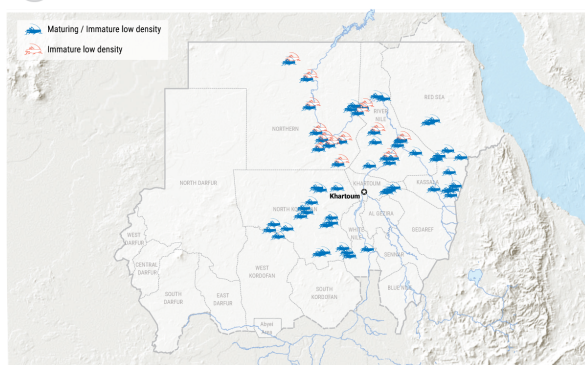 Maturing / Immature low density
Immature low density
RED SEA
RIVER
NILE
NORTHERN
NORTH DARFUR
KHARTOUM
Khartoum
KASSALA
NORTH KORDOFAN
AL GEZIRA
WEST
DARFUR
WHITE
NILE
GEDAREF
CENTRAL
DARFUR
WEST
KORDOFAN
SENNAR
SOUTH
DARFUR
EAST
DARFUR
SOUTH
KORDOFAN
BLUE NILE
Abyei
Area